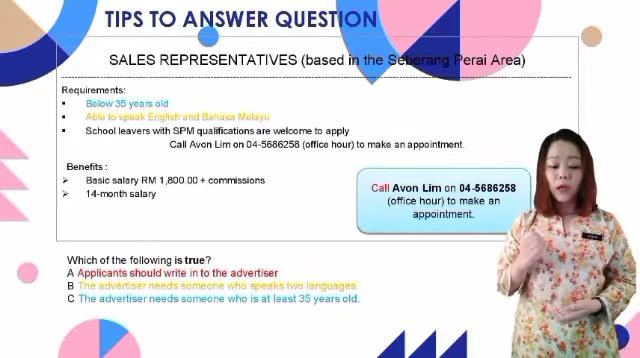 TIPS TO ANSWER QUESTION
SALES REPRESENTATIVES (based in the Seberang Perai Area)
Requirements:
▪ Below 35 years old
▪ Able to speak English and Bahasa Melayu
▪ School leavers with SPM qualifications are welcome to apply
Call Avon Lim on 04-5686258 (office hour) to make an appointment.
Benefits :
➢ Basic salary RM 1,800.00 + commissions
➢ 14-month salary
Call Avon Lim on 04-5686258
(office hour) to make an
appointment.
Which of the following is true?
A Applicants should write in to the advertiser
B The advertiser needs someone who speaks two languages.
C The advertiser needs someone who is at least 35 years old.